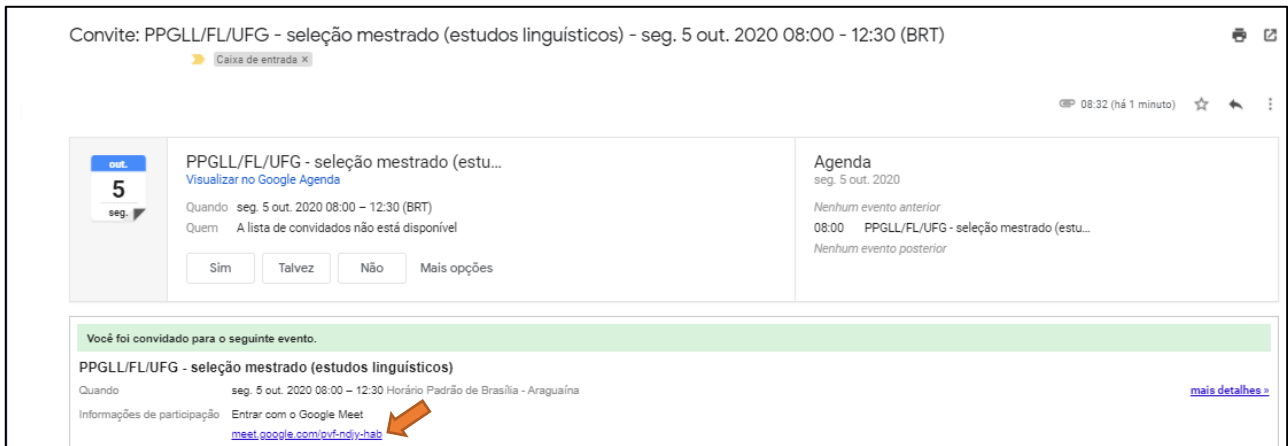 Convite: PPGLL/FL/UFG - seleção mestrado (estudos linguísticos) - seg. 5 out. 2020 08:00 - 12:30 (BRT)
Caixa de entrada ×
08:32 (há 1 minuto)
out.
5
seg.
PPGLL/FL/UFG - seleção mestrado (estu...
Visualizar no Google Agenda
Quando seg. 5 out. 2020 08:00 – 12:30 (BRT)
Quem A lista de convidados não está disponível
Sim Talvez Não Mais opções
Agenda
seg. 5 out. 2020
Nenhum evento anterior
08:00 PPGLL/FL/UFG - seleção mestrado (estu...
Nenhum evento posterior
Você foi convidado para o seguinte evento.
PPGLL/FL/UFG - seleção mestrado (estudos linguísticos)
Quando seg. 5 out. 2020 08:00 – 12:30 Horário Padrão de Brasília - Araguaína
mais detalhes »
Informações de participação Entrar com o Google Meet
meet.google.com/pvf-ndjy-hab